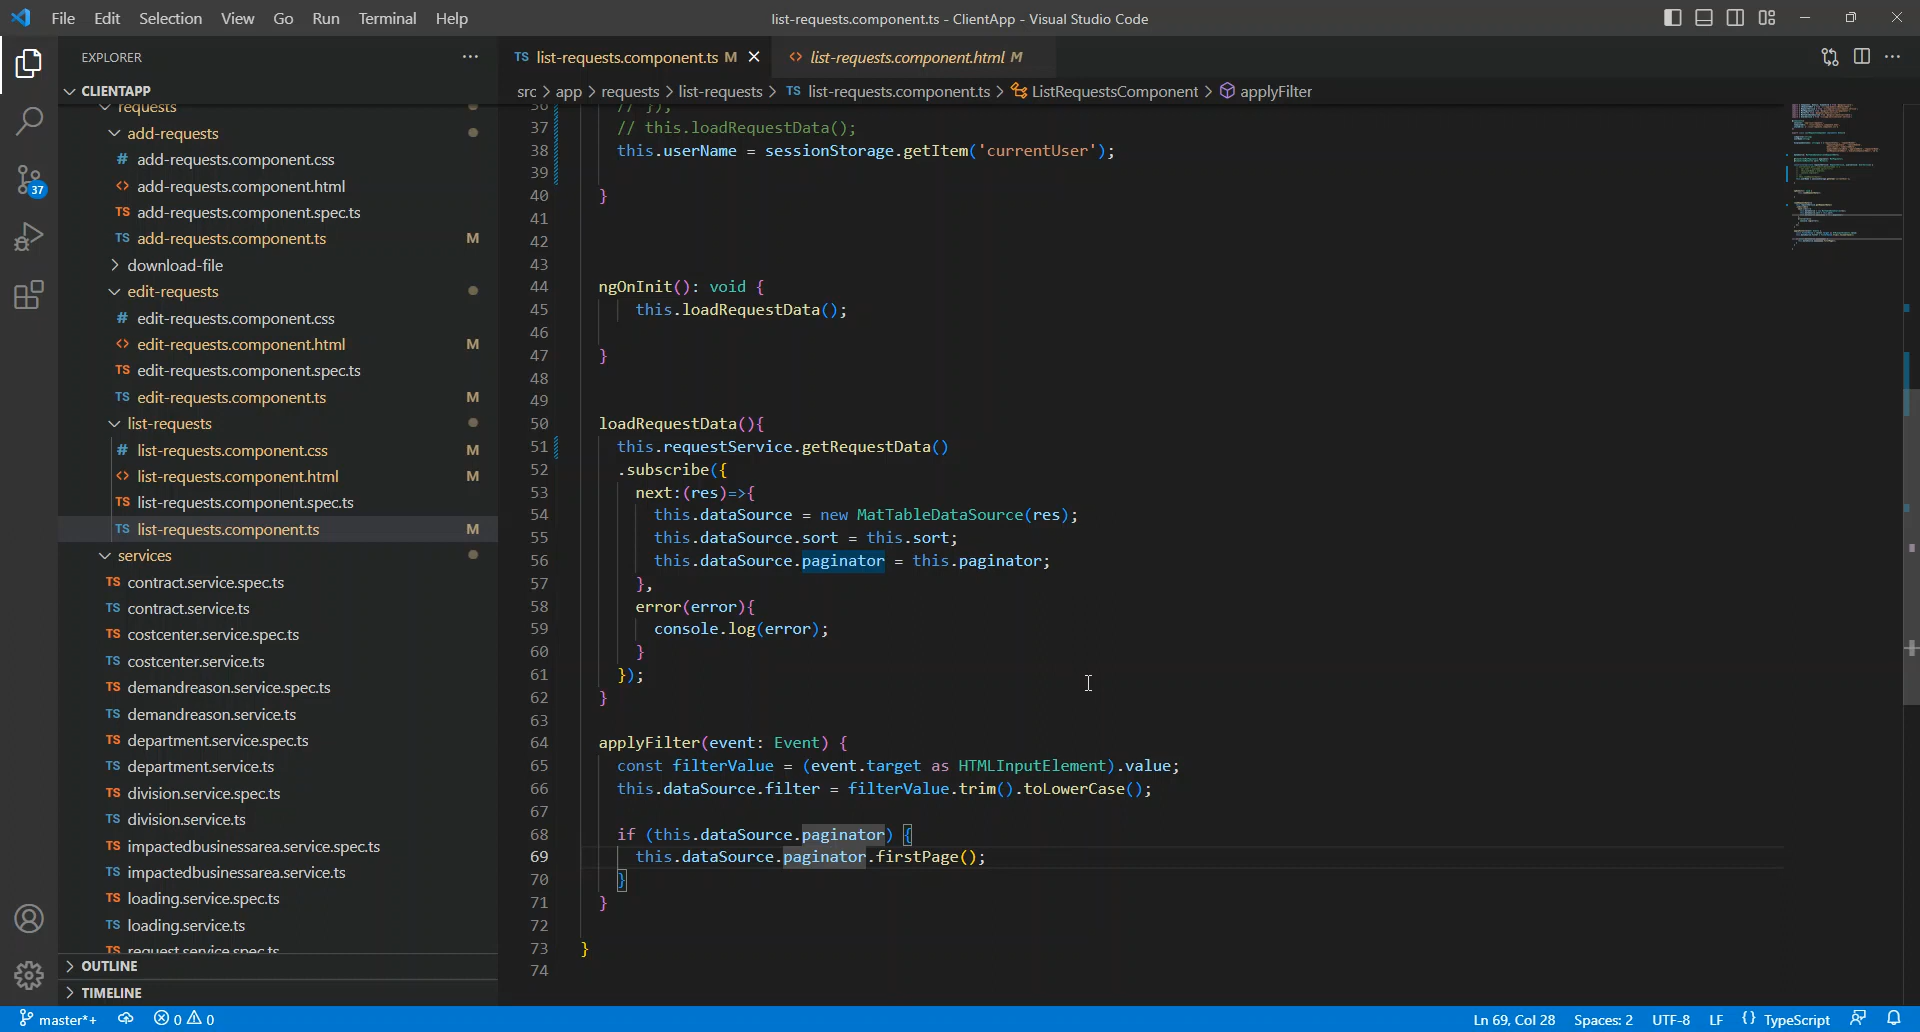 File Edit Selection View Go Run Terminal Help
list-requests.component.ts - ClientApp - Visual Studio Code
EXPLORER
CLIENTAPP
requests
add-requests
add-requests.component.css
add-requests.component.html
add-requests.component.spec.ts
add-requests.component.ts M
download-file
edit-requests
edit-requests.component.css
edit-requests.component.html M
edit-requests.component.spec.ts
edit-requests.component.ts M
list-requests
list-requests.component.css M
list-requests.component.html M
list-requests.component.spec.ts
list-requests.component.ts M
services
contract.service.spec.ts
contract.service.ts
costcenter.service.spec.ts
costcenter.service.ts
demandreason.service.spec.ts
demandreason.service.ts
department.service.spec.ts
department.service.ts
division.service.spec.ts
division.service.ts
impactedbusinessarea.service.spec.ts
impactedbusinessarea.service.ts
loading.service.spec.ts
loading.service.ts
request.service.spec.ts
OUTLINE
TIMELINE
37
TS list-requests.component.ts M
list-requests.component.html M
src > app > requests > list-requests > TS list-requests.component.ts > ListRequestsComponent > applyFilter
36 // });
37 // this.loadRequestData();
38 this.userName = sessionStorage.getItem('currentUser');
39
40 }
41
42
43
44 ngOnInit(): void {
45 this.loadRequestData();
46
47 }
48
49
50 loadRequestData(){
51 this.requestService.getRequestData()
52 .subscribe({
53 next:(res)=>{
54 this.dataSource = new MatTableDataSource(res);
55 this.dataSource.sort = this.sort;
56 this.dataSource.paginator = this.paginator;
57 },
58 error(error){
59 console.log(error);
60 }
61 });
62 }
63
64 applyFilter(event: Event) {
65 const filterValue = (event.target as HTMLInputElement).value;
66 this.dataSource.filter = filterValue.trim().toLowerCase();
67
68 if (this.dataSource.paginator) {
69 this.dataSource.paginator.firstPage();
70 }
71 }
72
73 }
74
master*+ 0 0 Ln 69, Col 28 Spaces: 2 UTF-8 LF {} TypeScript